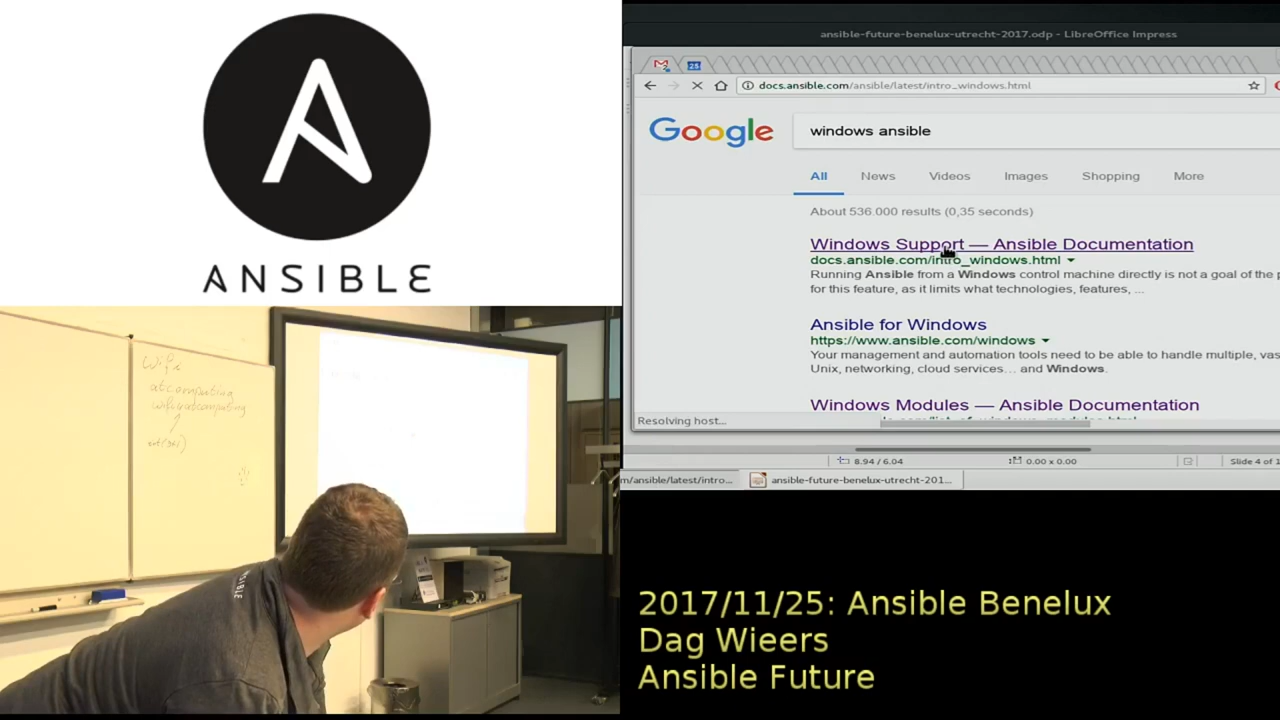 ANSIBLE
ansible-future-benelux-utrecht-2017.odp - LibreOffice Impress
25
docs.ansible.com/ansible/latest/intro_windows.html
Google
windows ansible
All News Videos Images Shopping More
About 536.000 results (0,35 seconds)
Windows Support — Ansible Documentation
docs.ansible.com/intro_windows.html
Running Ansible from a Windows control machine directly is not a goal of the p
for this feature, as it limits what technologies, features, ...
Ansible for Windows
https://www.ansible.com/windows
Your management and automation tools need to be able to handle multiple, vas
Unix, networking, cloud services… and Windows.
Windows Modules — Ansible Documentation
Resolving host...
8.94 / 6.04 0.00 x 0.00 Slide 4 of 1
m/ansible/latest/intro... ansible-future-benelux-utrecht-201...
Wifi
atcomputing
2017/11/25: Ansible Benelux
Dag Wieers
Ansible Future